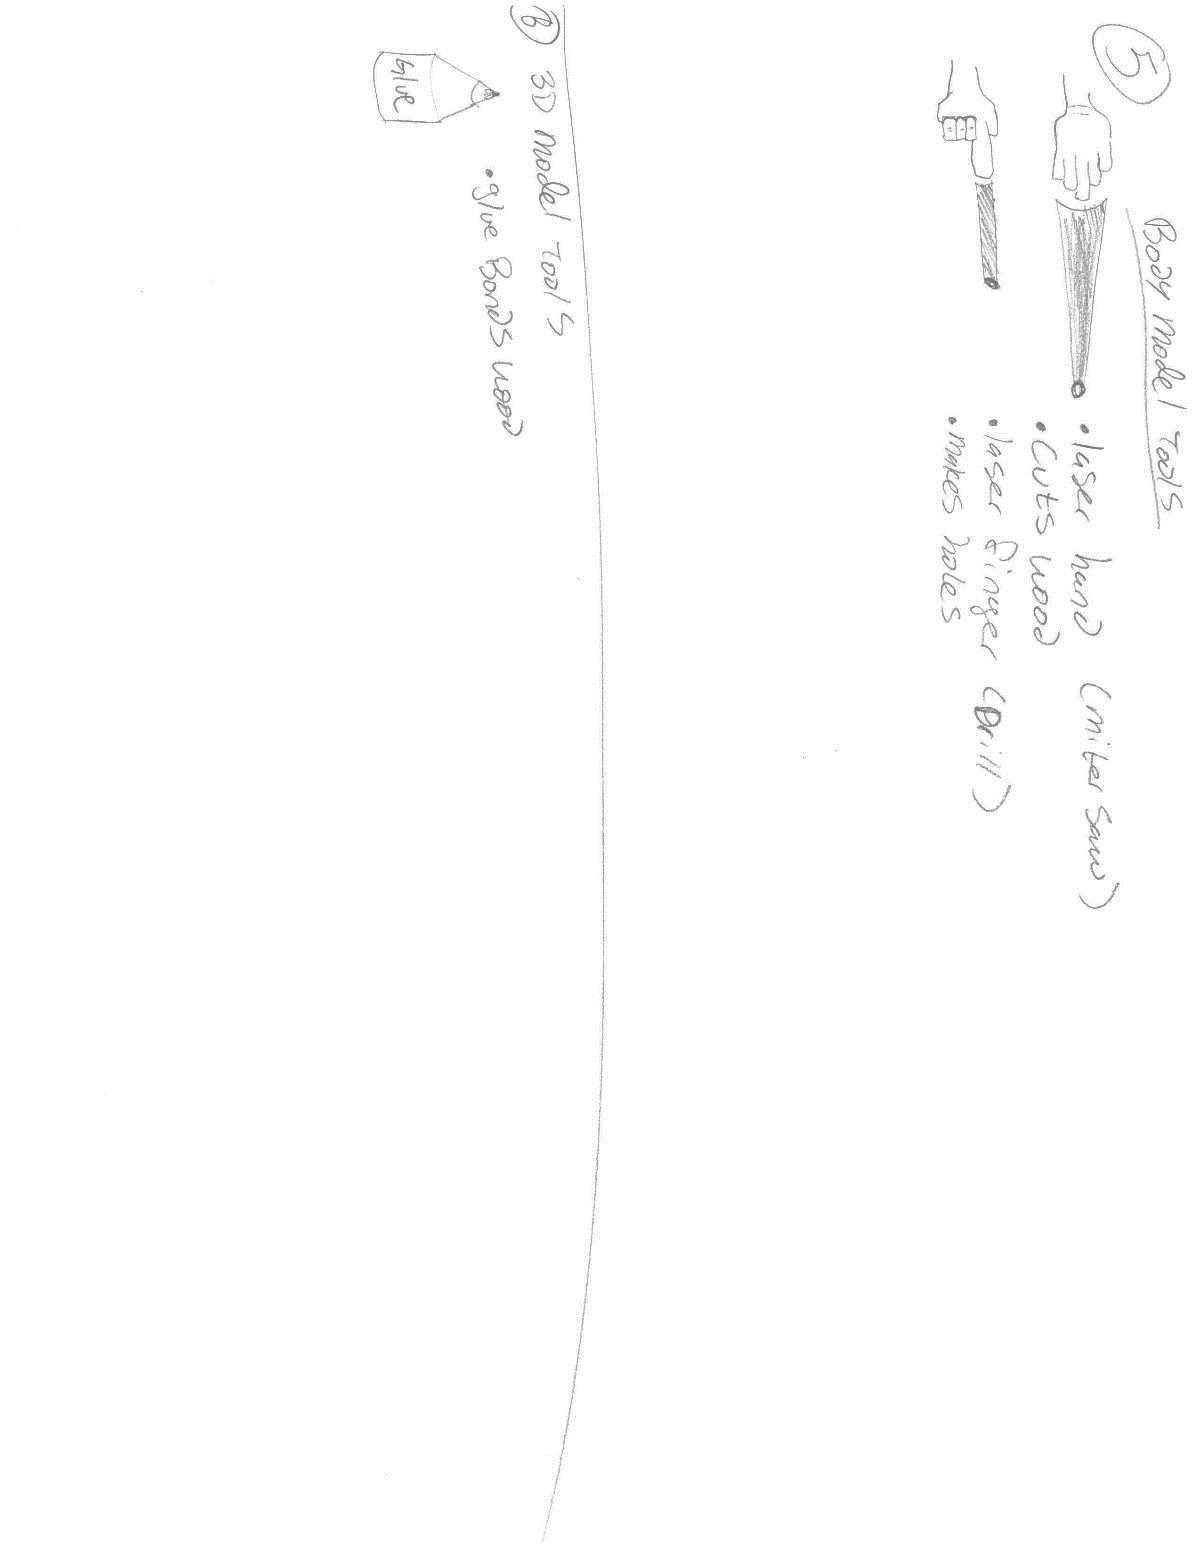 5
Body Model Tools
• laser hand (miter saw)
• Cuts wood
• laser finger (Drill)
• makes holes
6
3D Model Tools
• glue Bonds wood
Glue